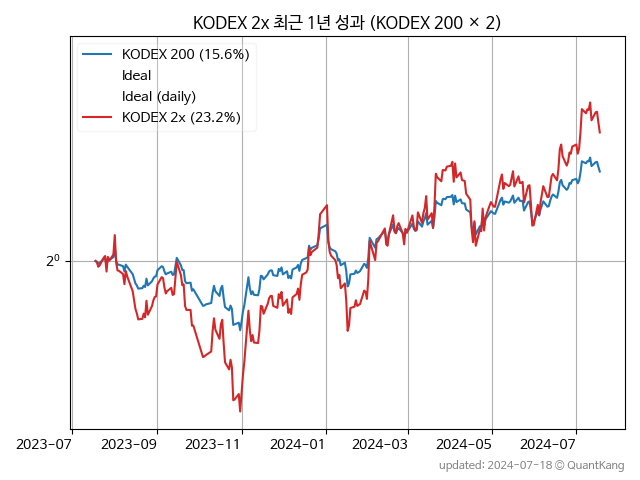 KODEX 2x 최근 1년 성과 (KODEX 200 × 2)
KODEX 200 (15.6%)
Ideal
Ideal (daily)
KODEX 2x (23.2%)
2⁰
2023-07 2023-09 2023-11 2024-01 2024-03 2024-05 2024-07
updated: 2024-07-18 © QuantKang